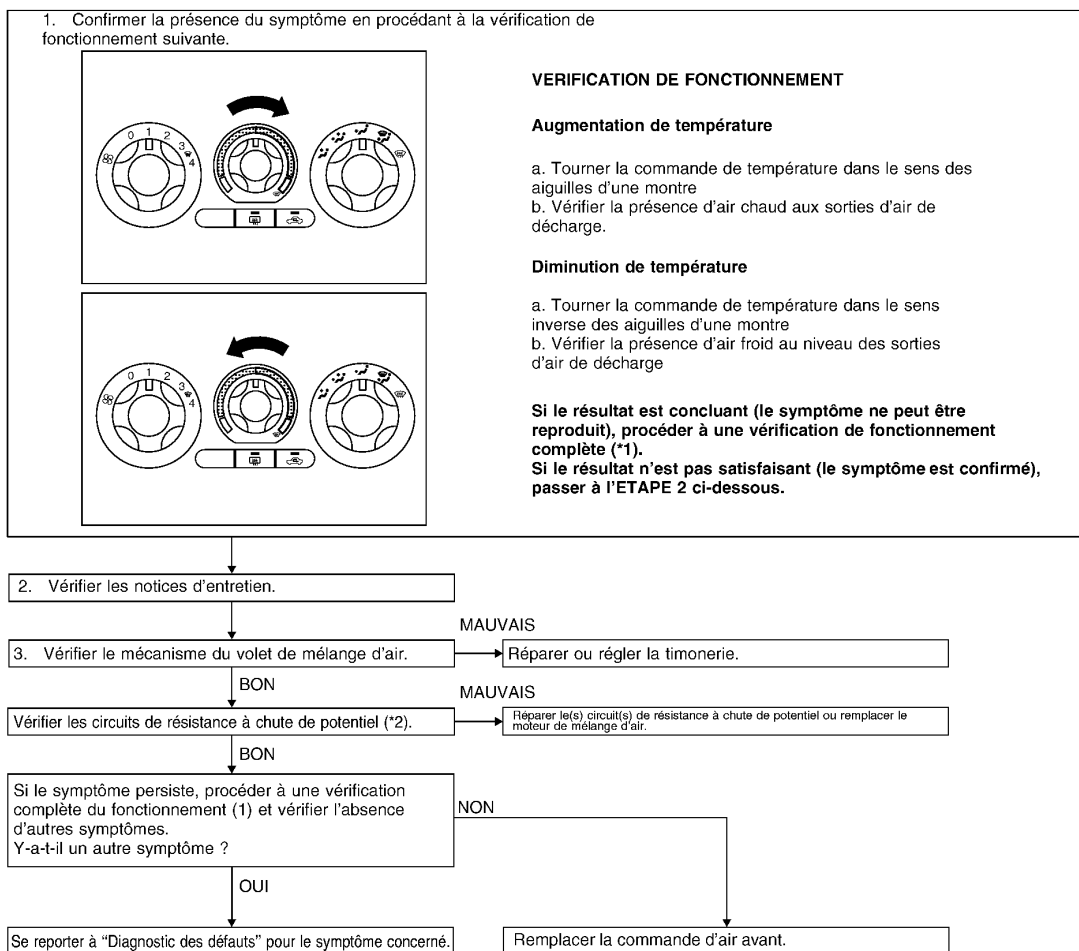 1. Confirmer la présence du symptôme en procédant à la vérification de
fonctionnement suivante.
0 1 2 3 4
VERIFICATION DE FONCTIONNEMENT
Augmentation de température
a. Tourner la commande de température dans le sens des
aiguilles d'une montre
b. Vérifier la présence d'air chaud aux sorties d'air de
décharge.
Diminution de température
a. Tourner la commande de température dans le sens
inverse des aiguilles d'une montre
b. Vérifier la présence d'air froid au niveau des sorties
d'air de décharge
0 1 2 3 4
Si le résultat est concluant (le symptôme ne peut être
reproduit), procéder à une vérification de fonctionnement
complète (*1).
Si le résultat n'est pas satisfaisant (le symptôme est confirmé),
passer à l'ETAPE 2 ci-dessous.
2. Vérifier les notices d'entretien.
3. Vérifier le mécanisme du volet de mélange d'air.
MAUVAIS
Réparer ou régler la timonerie.
BON
Vérifier les circuits de résistance à chute de potentiel (*2).
MAUVAIS
Réparer le(s) circuit(s) de résistance à chute de potentiel ou remplacer le
moteur de mélange d'air.
BON
Si le symptôme persiste, procéder à une vérification
complète du fonctionnement (1) et vérifier l'absence
d'autres symptômes.
Y-a-t-il un autre symptôme ?
NON
OUI
Se reporter à “Diagnostic des défauts” pour le symptôme concerné.
Remplacer la commande d'air avant.